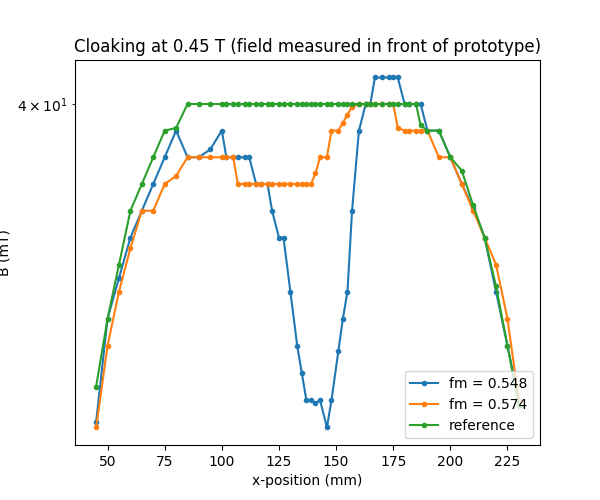 Cloaking at 0.45 T (field measured in front of prototype)
4 × 10¹
B (mT)
fm = 0.548
fm = 0.574
reference
50 75 100 125 150 175 200 225
x-position (mm)